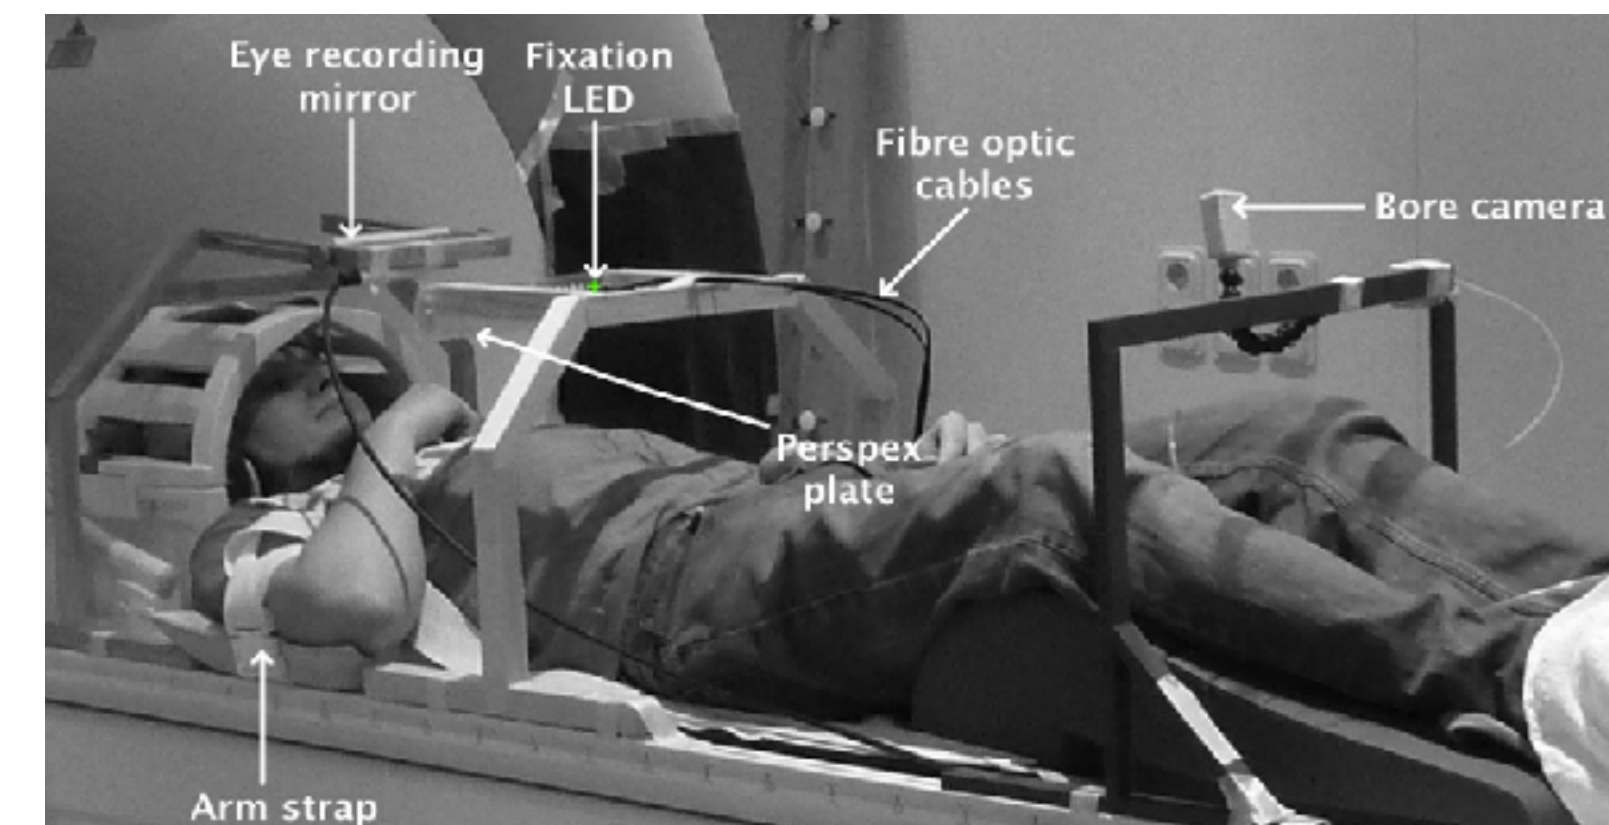 Eye recording
mirror
Fixation
LED
Fibre optic
cables
Bore camera
Perspex
plate
Arm strap